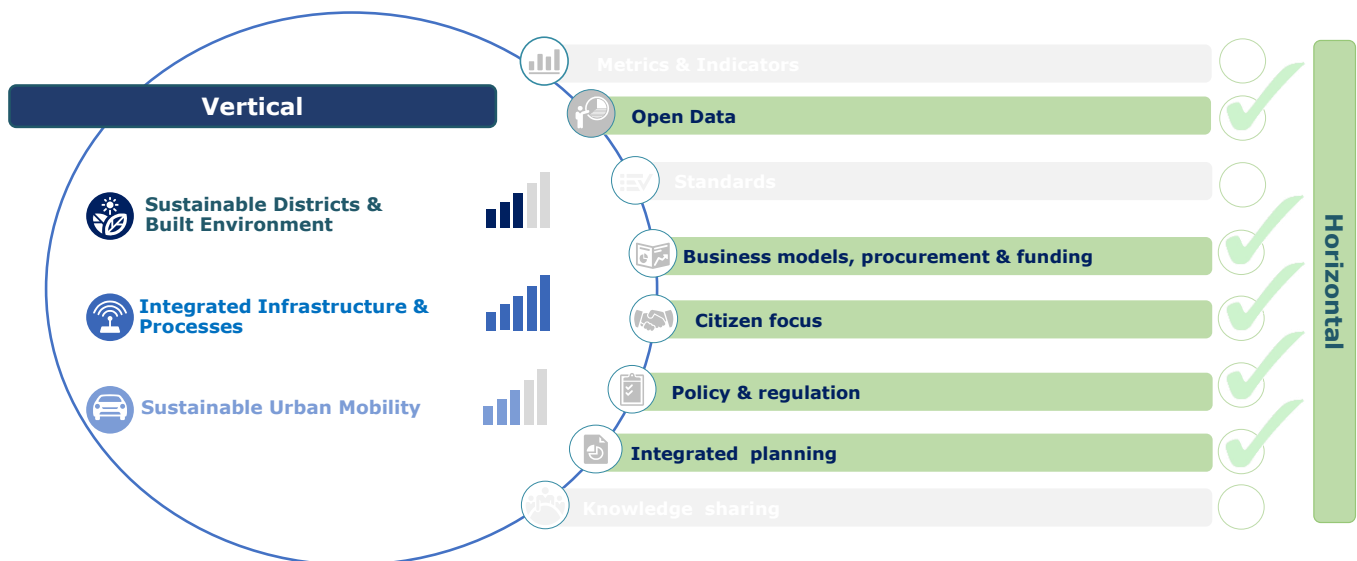 Vertical
Sustainable Districts &
Built Environment
Integrated Infrastructure &
Processes
Sustainable Urban Mobility
Metrics & Indicators
Open Data
Standards
Business models, procurement & funding
Citizen focus
Policy & regulation
Integrated planning
Knowledge sharing
Horizontal